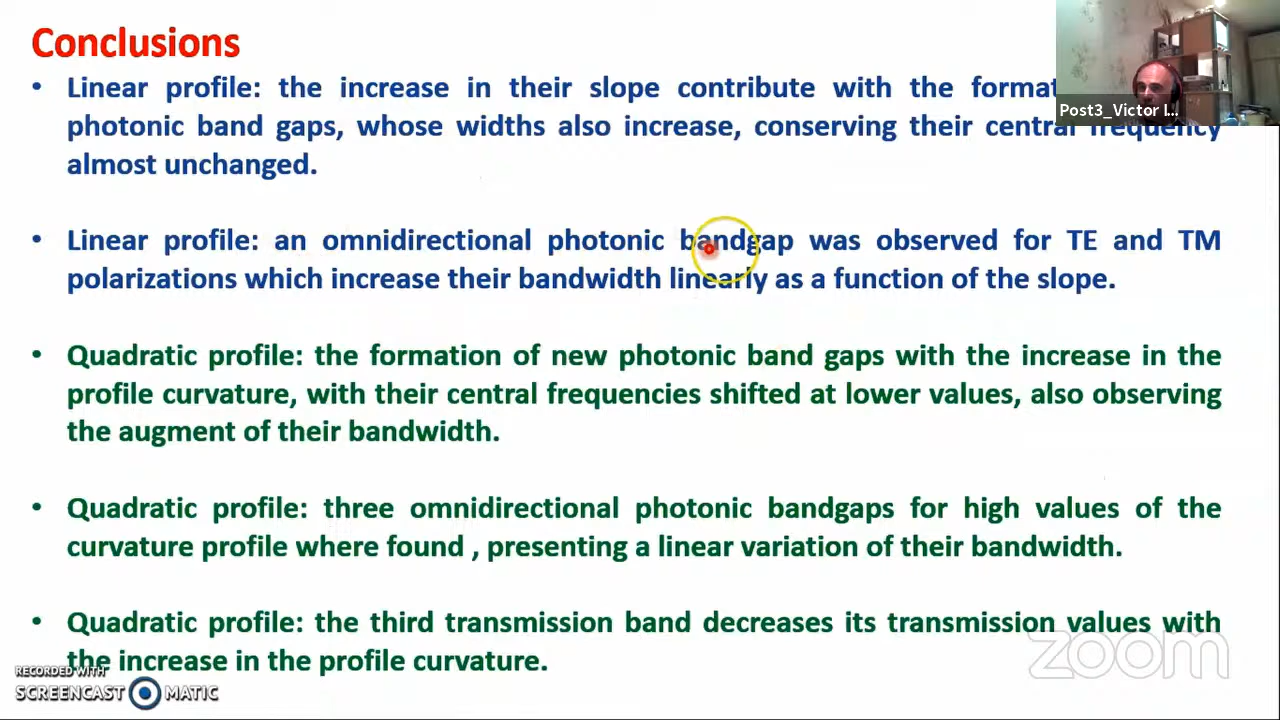 Conclusions
• Linear profile: the increase in their slope contribute with the
photonic band gaps, whose widths also increase, conserving their central frequency
almost unchanged.
• Linear profile: an omnidirectional photonic bandgap was observed for TE and TM
polarizations which increase their bandwidth linearly as a function of the slope.
• Quadratic profile: the formation of new photonic band gaps with the increase in the
profile curvature, with their central frequencies shifted at lower values, also observing
the augment of their bandwidth.
• Quadratic profile: three omnidirectional photonic bandgaps for high values of the
curvature profile where found , presenting a linear variation of their bandwidth.
• Quadratic profile: the third transmission band decreases its transmission values with
the increase in the profile curvature.
Post3_Victor I...
zoom
RECORDED WITH
SCREENCAST MATIC